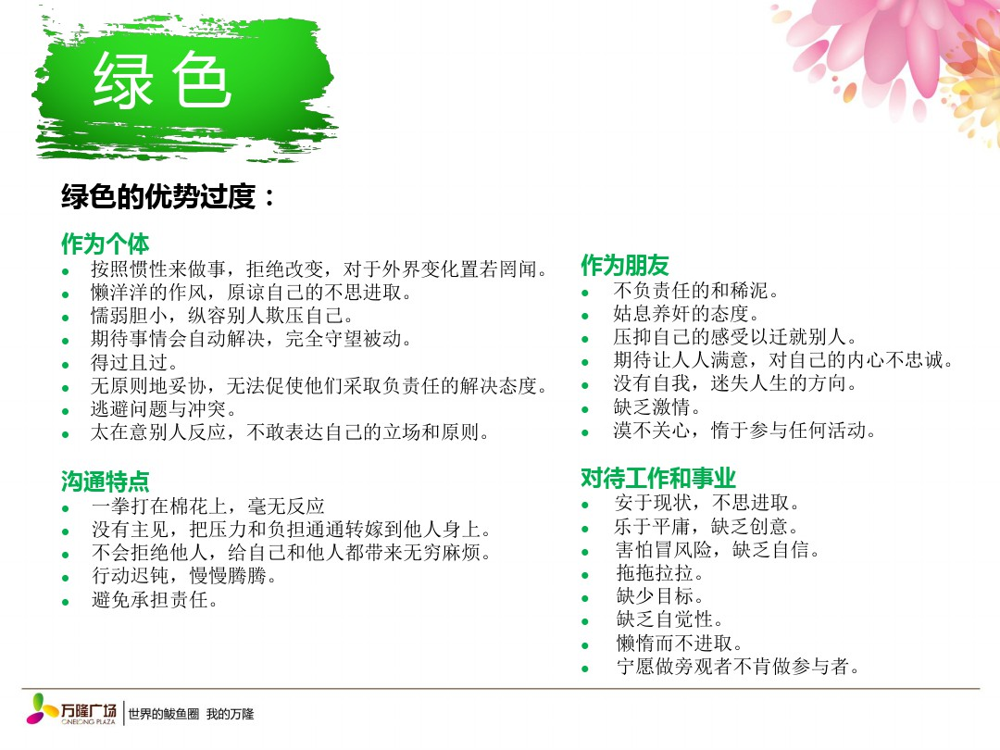 绿 色
绿色的优势过度：
作为个体
• 按照惯性来做事，拒绝改变，对于外界变化置若罔闻。
• 懒洋洋的作风，原谅自己的不思进取。
• 懦弱胆小，纵容别人欺压自己。
• 期待事情会自动解决，完全守望被动。
• 得过且过。
• 无原则地妥协，无法促使他们采取负责任的解决态度。
• 逃避问题与冲突。
• 太在意别人反应，不敢表达自己的立场和原则。
沟通特点
• 一拳打在棉花上，毫无反应
• 没有主见，把压力和负担通通转嫁到他人身上。
• 不会拒绝他人，给自己和他人都带来无穷麻烦。
• 行动迟钝，慢慢腾腾。
• 避免承担责任。
作为朋友
• 不负责任的和稀泥。
• 姑息养奸的态度。
• 压抑自己的感受以迁就别人。
• 期待让人人满意，对自己的内心不忠诚。
• 没有自我，迷失人生的方向。
• 缺乏激情。
• 漠不关心，惰于参与任何活动。
对待工作和事业
• 安于现状，不思进取。
• 乐于平庸，缺乏创意。
• 害怕冒风险，缺乏自信。
• 拖拖拉拉。
• 缺少目标。
• 缺乏自觉性。
• 懒惰而不进取。
• 宁愿做旁观者不肯做参与者。
万隆广场
ONELONG PLAZA
世界的鲅鱼圈 我的万隆